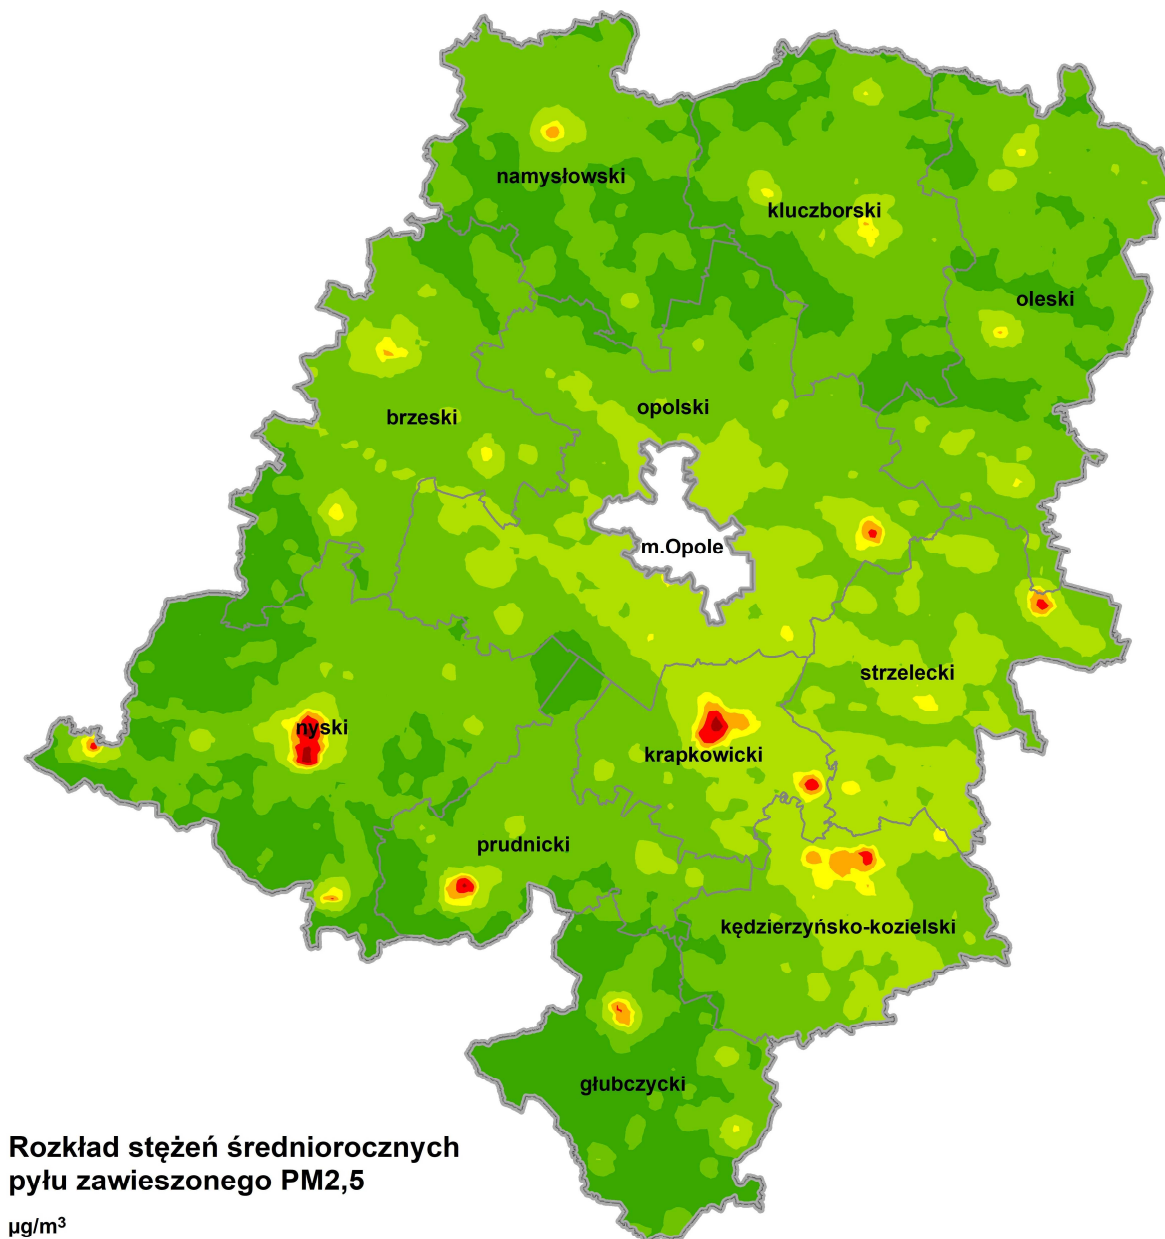 namysłowski
kluczborski
oleski
brzeski
opolski
m.Opole
strzelecki
nyski
krapkowicki
prudnicki
kędzierzyńsko-kozielski
głubczycki
Rozkład stężeń średniorocznych
pyłu zawieszonego PM2,5
µg/m³